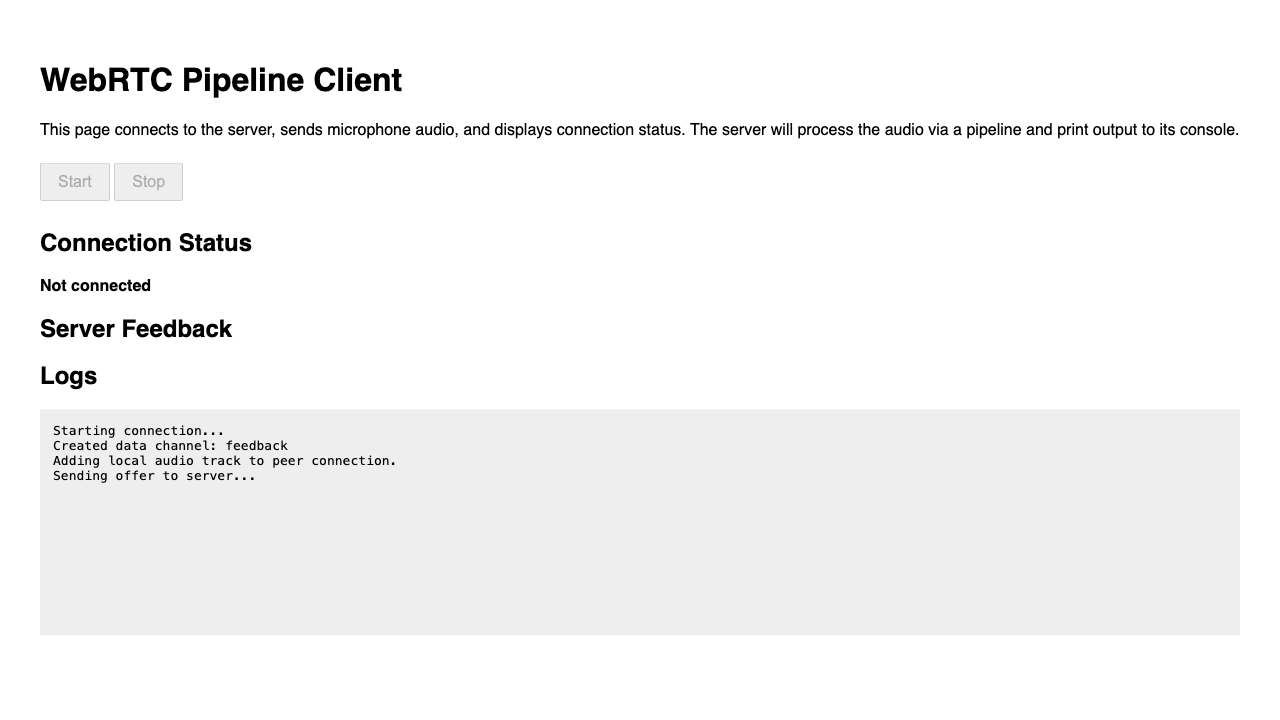 WebRTC Pipeline Client
This page connects to the server, sends microphone audio, and displays connection status. The server will process the audio via a pipeline and print output to its console.
Start Stop
Connection Status
Not connected
Server Feedback
Logs
Starting connection...
Created data channel: feedback
Adding local audio track to peer connection.
Sending offer to server...